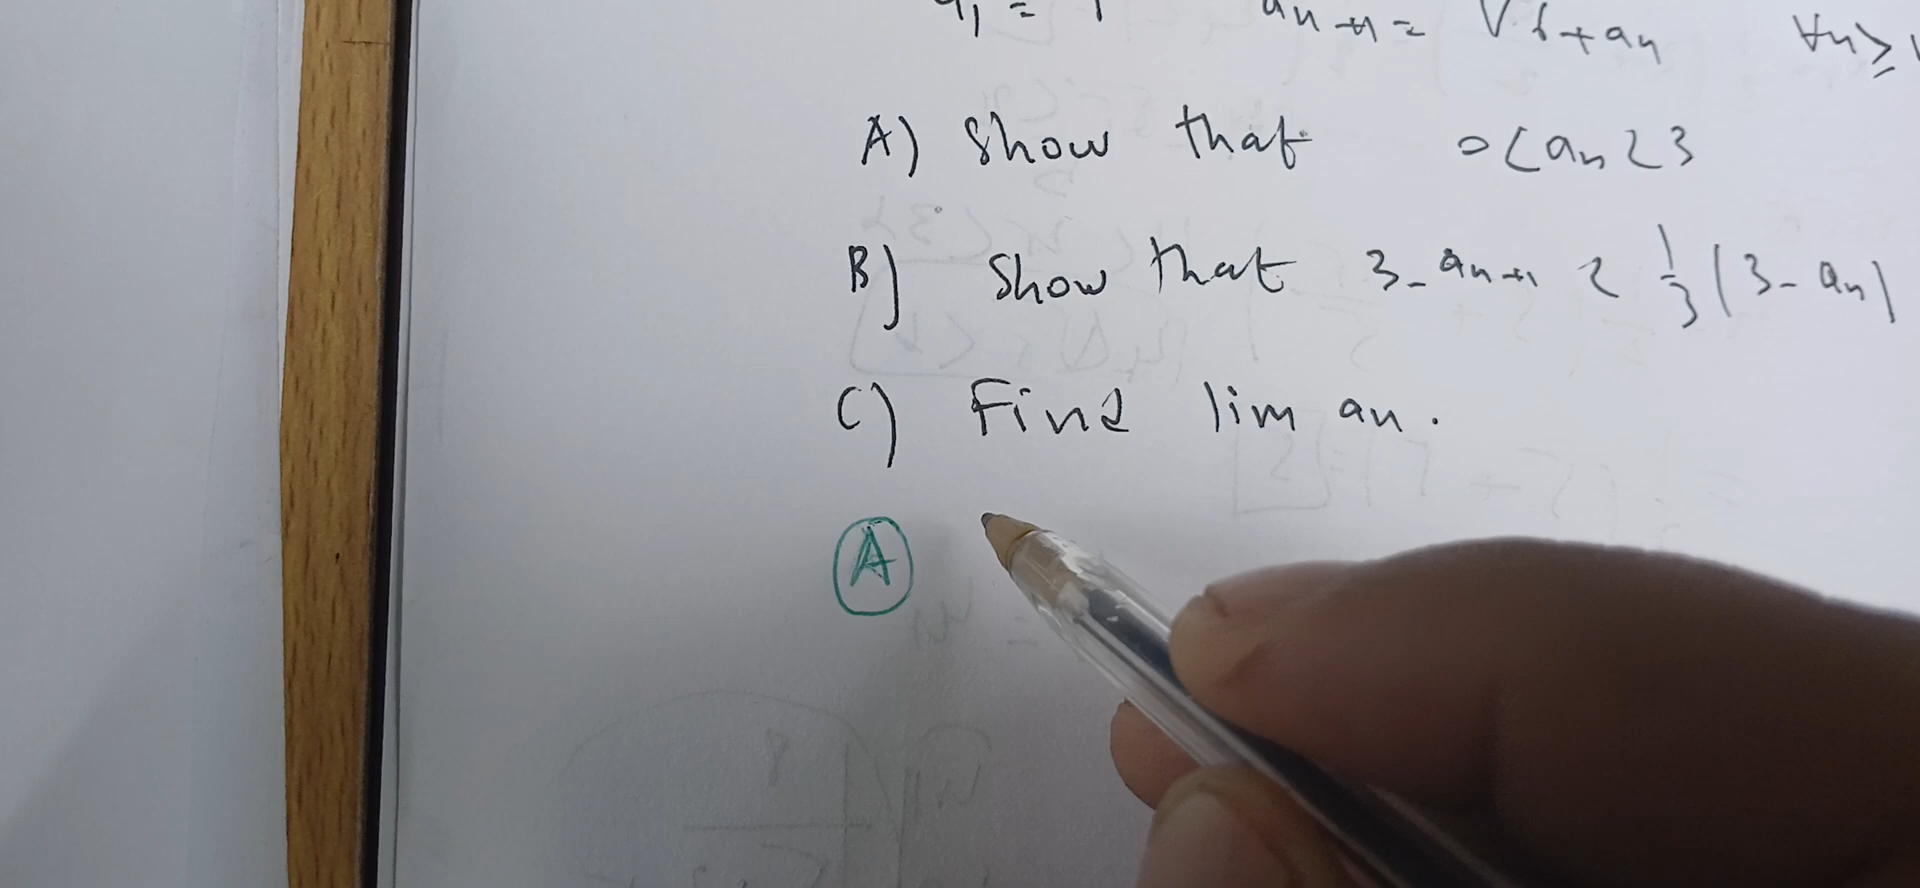 a₁ = 1 aₙ₊₁ = √6+aₙ ∀n≥1
A) Show that 0<aₙ<3
B) Show that 3-aₙ₊₁ < 1/3 (3-aₙ)
C) Find lim aₙ.
A